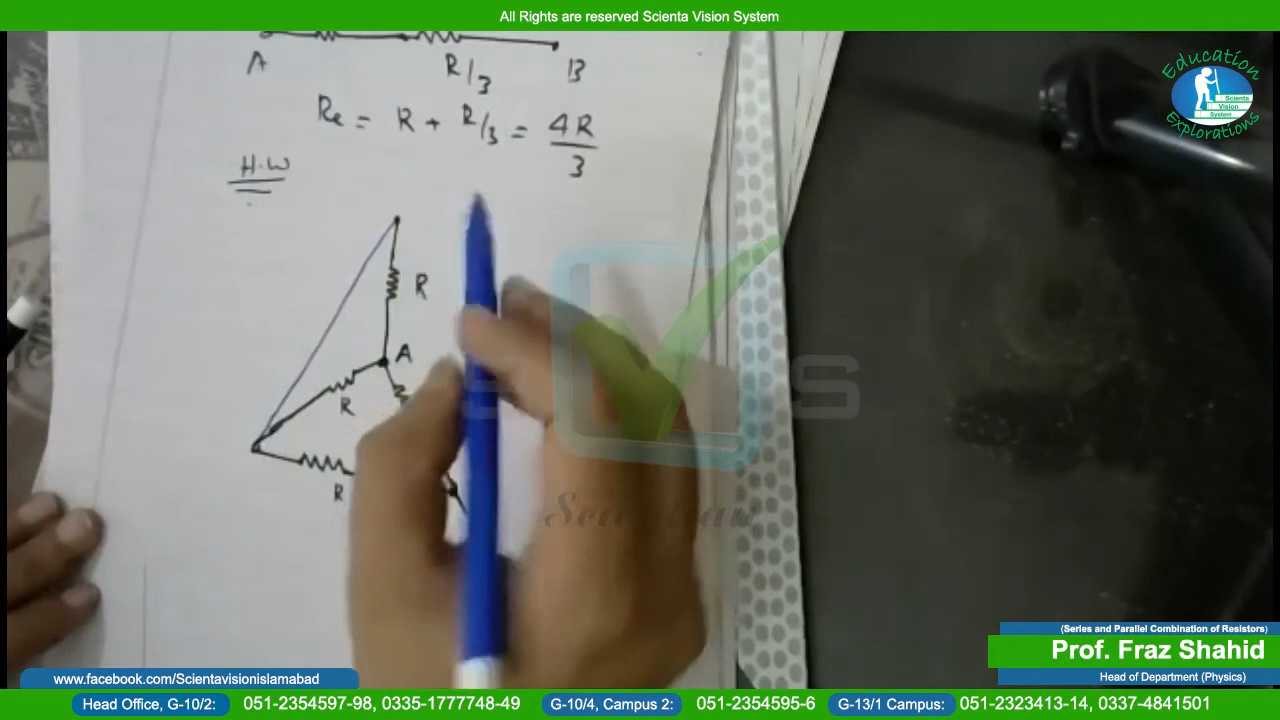 All Rights are reserved Scienta Vision System
Education
Scienta
Vision
System
Explorations
A R/3 B
Re = R + R/3 = 4R/3
H.W
R
A
R
R
S
(Series and Parallel Combination of Resistors)
Prof. Fraz Shahid
Head of Department (Physics)
www.facebook.com/Scientavisionislamabad
Head Office, G-10/2: 051-2354597-98, 0335-1777748-49 G-10/4, Campus 2: 051-2354595-6 G-13/1 Campus: 051-2323413-14, 0337-4841501